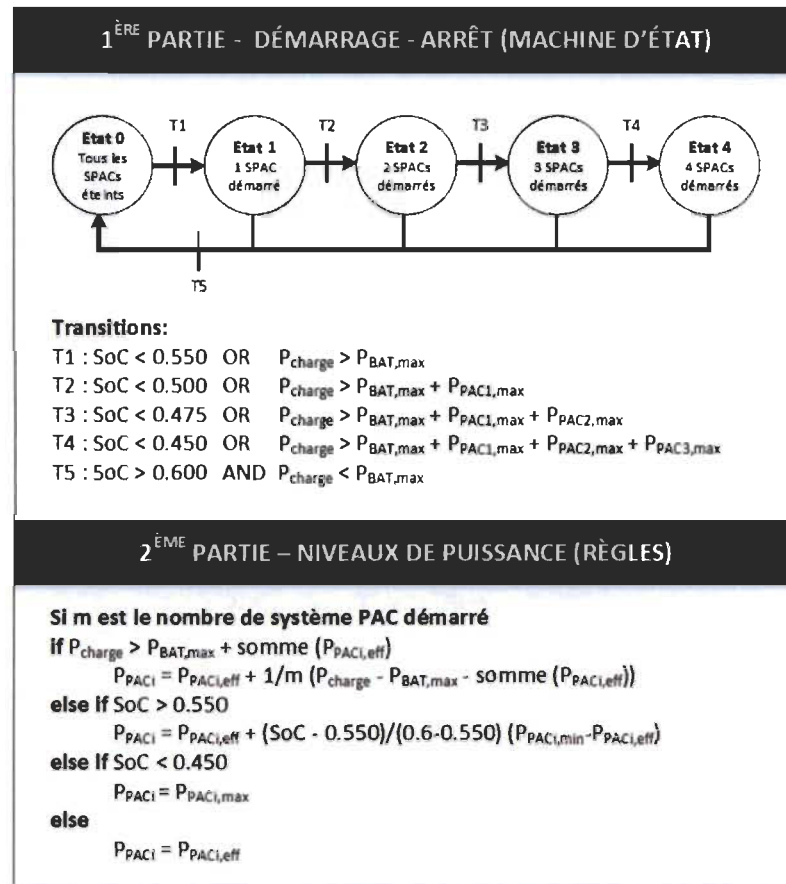 1ÈRE PARTIE - DÉMARRAGE - ARRÊT (MACHINE D'ÉTAT)
T1 T2 T3 T4
Etat 0 Tous les SPACs éteints
Etat 1 1 SPAC démarré
Etat 2 2 SPACs démarrés
Etat 3 3 SPACs démarrés
Etat 4 4 SPACs démarrés
T5
Transitions:
T1 : SoC < 0.550 OR Pcharge > PBAT,max
T2 : SoC < 0.500 OR Pcharge > PBAT,max + PPAC1,max
T3 : SoC < 0.475 OR Pcharge > PBAT,max + PPAC1,max + PPAC2,max
T4 : SoC < 0.450 OR Pcharge > PBAT,max + PPAC1,max + PPAC2,max + PPAC3,max
T5 : SoC > 0.600 AND Pcharge < PBAT,max
2ÈME PARTIE – NIVEAUX DE PUISSANCE (RÈGLES)
Si m est le nombre de système PAC démarré
if Pcharge > PBAT,max + somme (PPACi,eff)
PPACi = PPACi,eff + 1/m (Pcharge - PBAT,max - somme (PPACi,eff))
else if SoC > 0.550
PPACi = PPACi,eff + (SoC - 0.550)/(0.6-0.550) (PPACi,min-PPACi,eff)
else if SoC < 0.450
PPACi = PPACi,max
else
PPACi = PPACi,eff